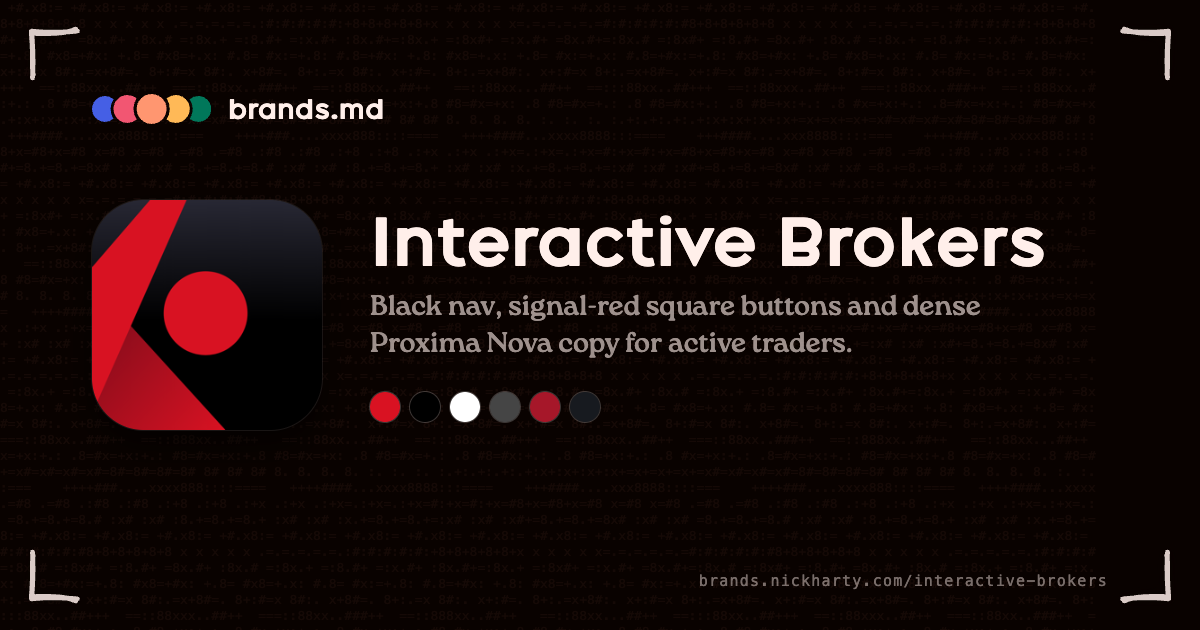 brands.md
Interactive Brokers
Black nav, signal-red square buttons and dense
Proxima Nova copy for active traders.
brands.nickharty.com/interactive-brokers